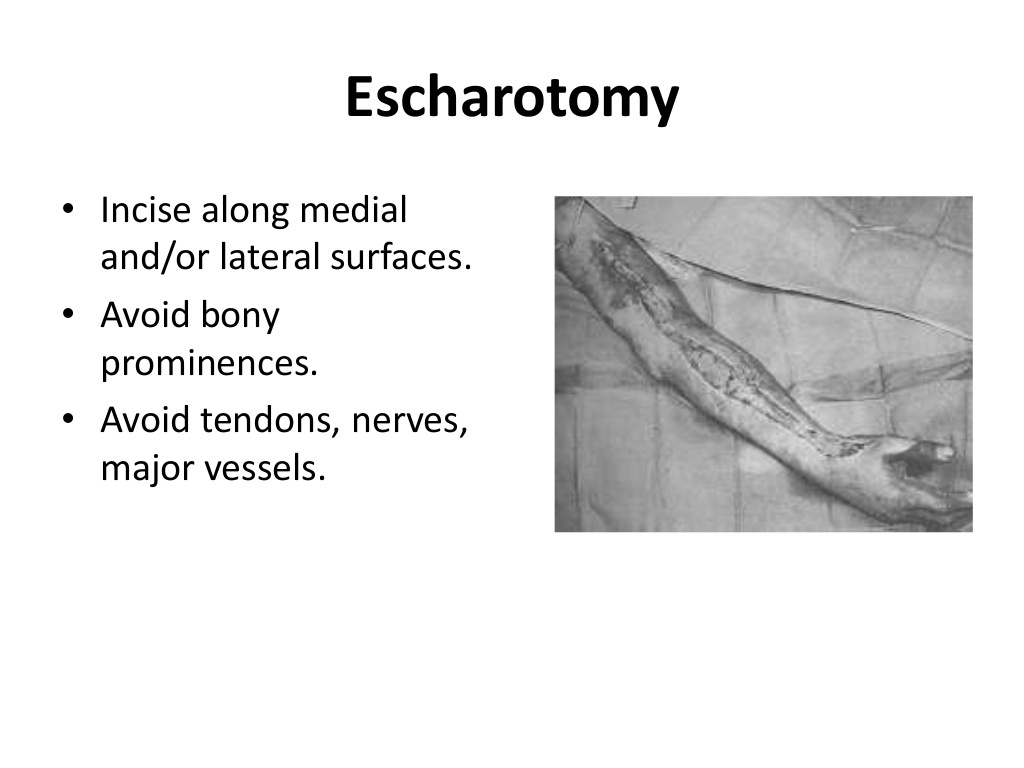 Escharotomy
• Incise along medial
and/or lateral surfaces.
• Avoid bony
prominences.
• Avoid tendons, nerves,
major vessels.